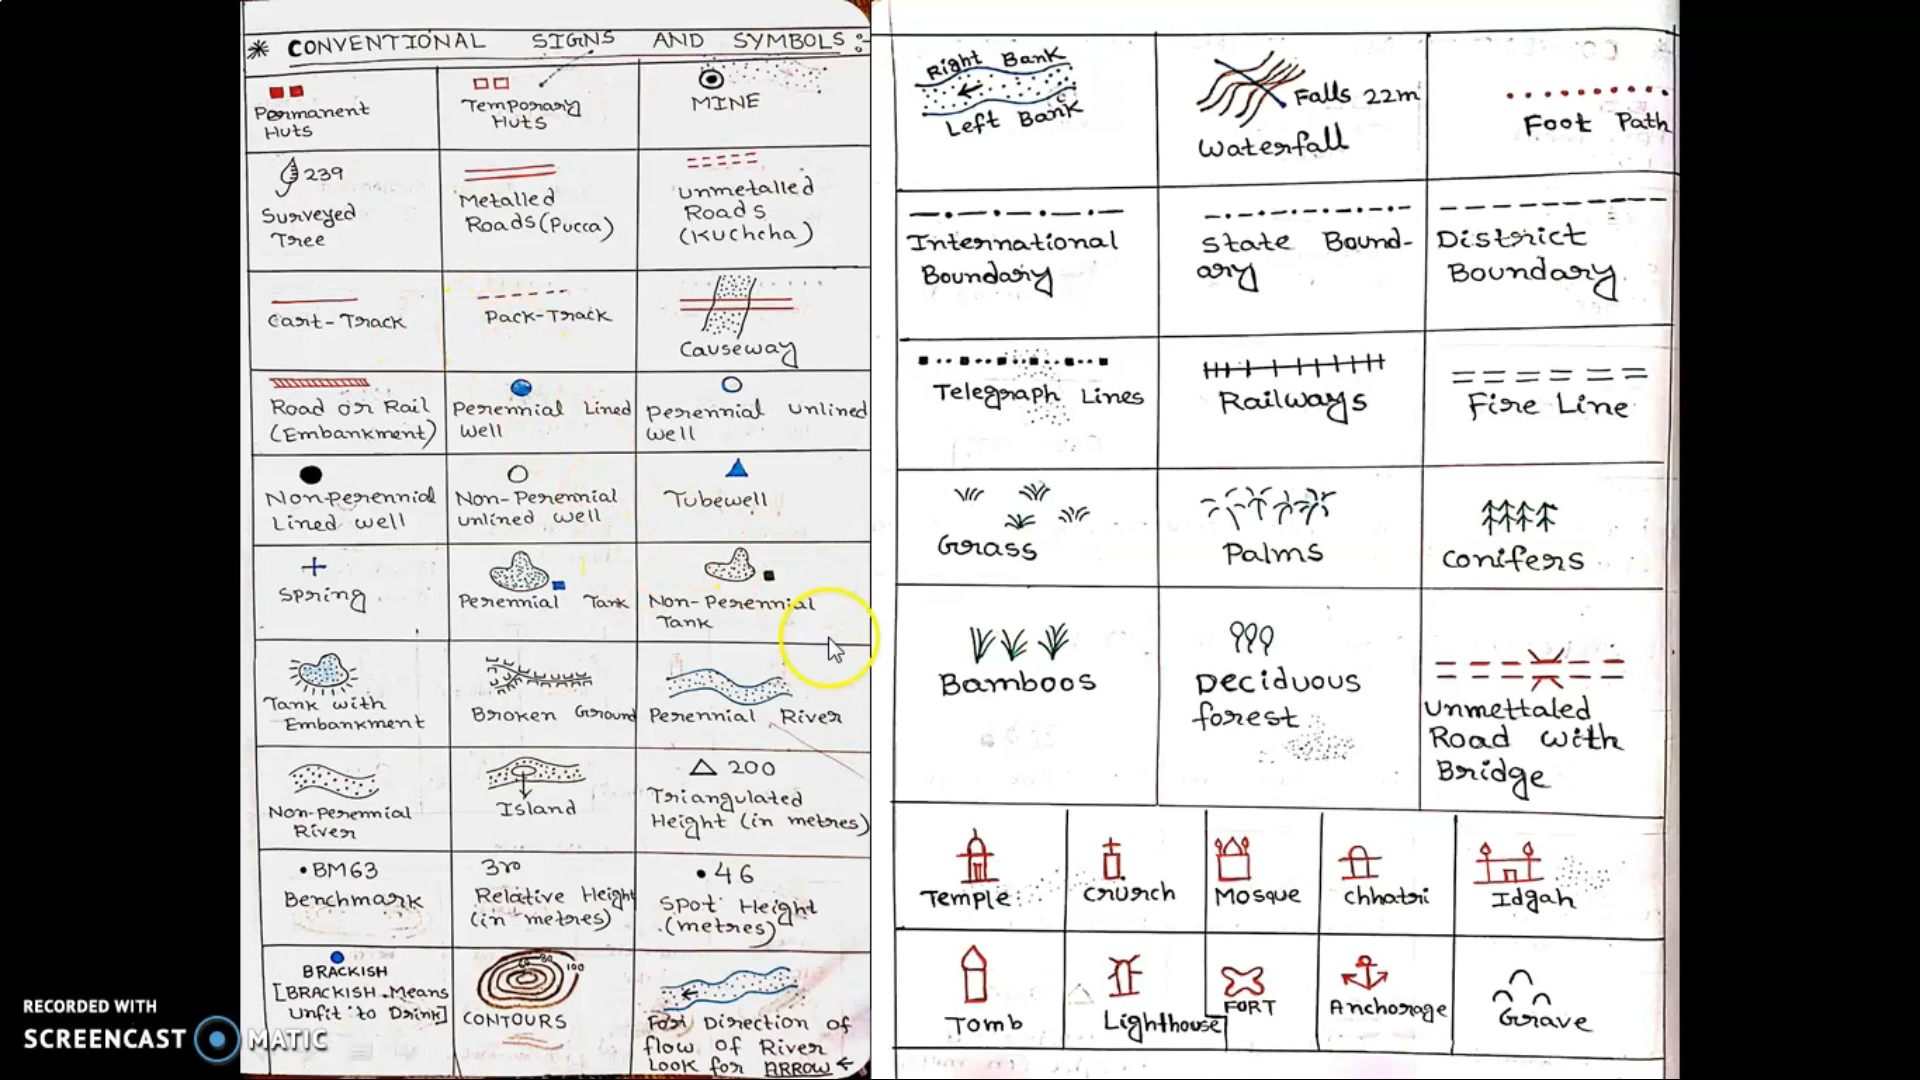 * CONVENTIONAL SIGNS AND SYMBOLS:-
Permanent
Huts
Temporary
Huts
MINE
239
Surveyed
Tree
Metalled
Roads (Pucca)
Unmetalled
Roads
(Kuchcha)
Cart-Track
Pack-Track
Causeway
Road or Rail
(Embankment)
Perennial Lined
Well
Perennial Unlined
Well
Non-perennial
Lined well
Non-Perennial
unlined well
Tubewell
Spring
Perennial Tank
Non-Perennial
Tank
Tank with
Embankment
Broken Ground
Perennial River
Non-Perennial
River
Island
200
Triangulated
Height (in metres)
•BM63
Benchmark
3r
Relative Height
(in metres)
•46
Spot Height
(metres)
BRACKISH
[BRACKISH Means
Unfit to Drink]
100
CONTOURS
For Direction of
flow of River
Look for ARROW ←
Right Bank
Left Bank
Falls 22m
Waterfall
Foot Path
International
Boundary
State Bound-
ary
District
Boundary
Telegraph Lines
Railways
Fire Line
Grass
Palms
Conifers
Bamboos
Deciduous
forest
Unmettaled
Road with
Bridge
Temple
Crurch
Mosque
Chhatri
Idgah
Tomb
Lighthouse
FORT
Anchorage
Grave
RECORDED WITH
SCREENCAST MATIC